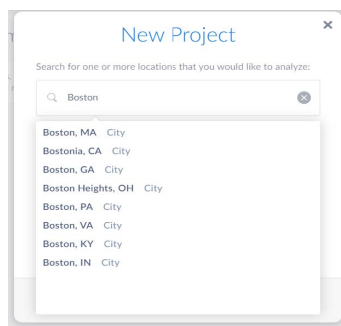 New Project
Search for one or more locations that you would like to analyze:
Boston
Boston, MA City
Bostonia, CA City
Boston, GA City
Boston Heights, OH City
Boston, PA City
Boston, VA City
Boston, KY City
Boston, IN City